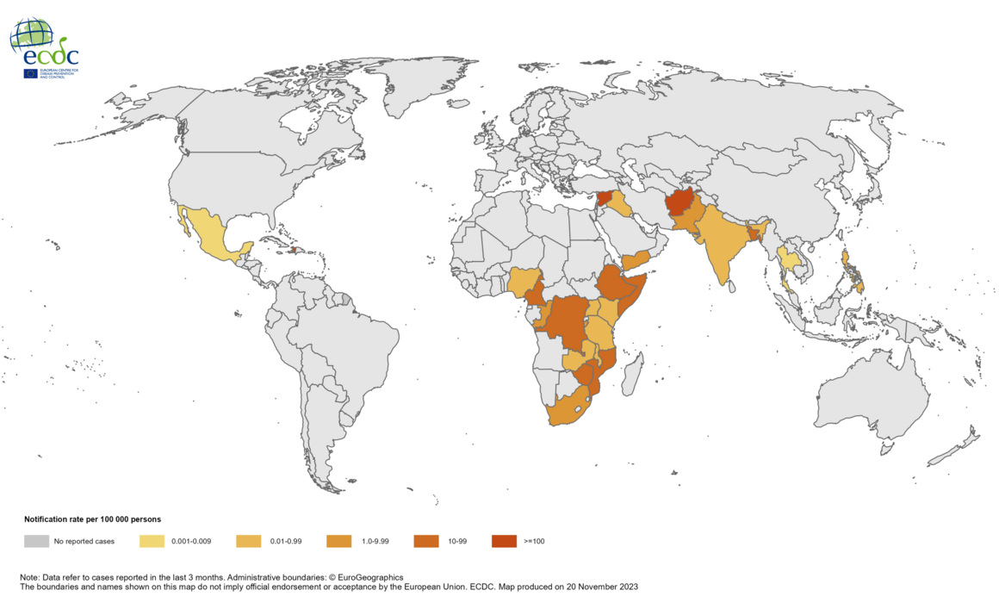 ecdc
EUROPEAN CENTRE FOR
DISEASE PREVENTION
AND CONTROL
Notification rate per 100 000 persons
No reported cases
0.001-0.009
0.01-0.99
1.0-9.99
10-99
>=100
Note: Data refer to cases reported in the last 3 months. Administrative boundaries: © EuroGeographics
The boundaries and names shown on this map do not imply official endorsement or acceptance by the European Union. ECDC. Map produced on 20 November 2023